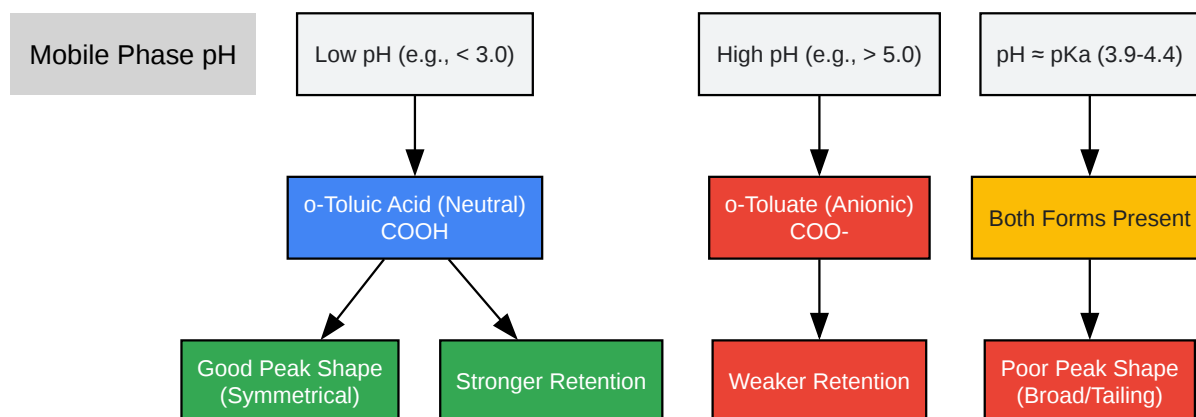 Mobile Phase pH
Low pH (e.g., < 3.0)
High pH (e.g., > 5.0)
pH ≈ pKa (3.9-4.4)
o-Toluic Acid (Neutral)
COOH
o-Toluate (Anionic)
COO-
Both Forms Present
Good Peak Shape
(Symmetrical)
Stronger Retention
Weaker Retention
Poor Peak Shape
(Broad/Tailing)